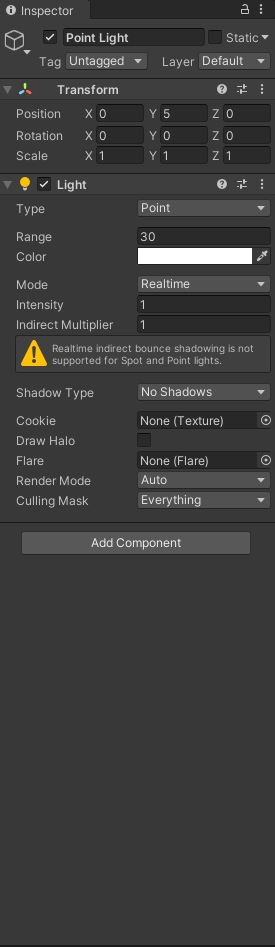 Inspector
Point Light Static
Tag Untagged Layer Default
Transform
Position X 0 Y 5 Z 0
Rotation X 0 Y 0 Z 0
Scale X 1 Y 1 Z 1
Light
Type Point
Range 30
Color
Mode Realtime
Intensity 1
Indirect Multiplier 1
Realtime indirect bounce shadowing is not
supported for Spot and Point lights.
Shadow Type No Shadows
Cookie None (Texture)
Draw Halo
Flare None (Flare)
Render Mode Auto
Culling Mask Everything
Add Component